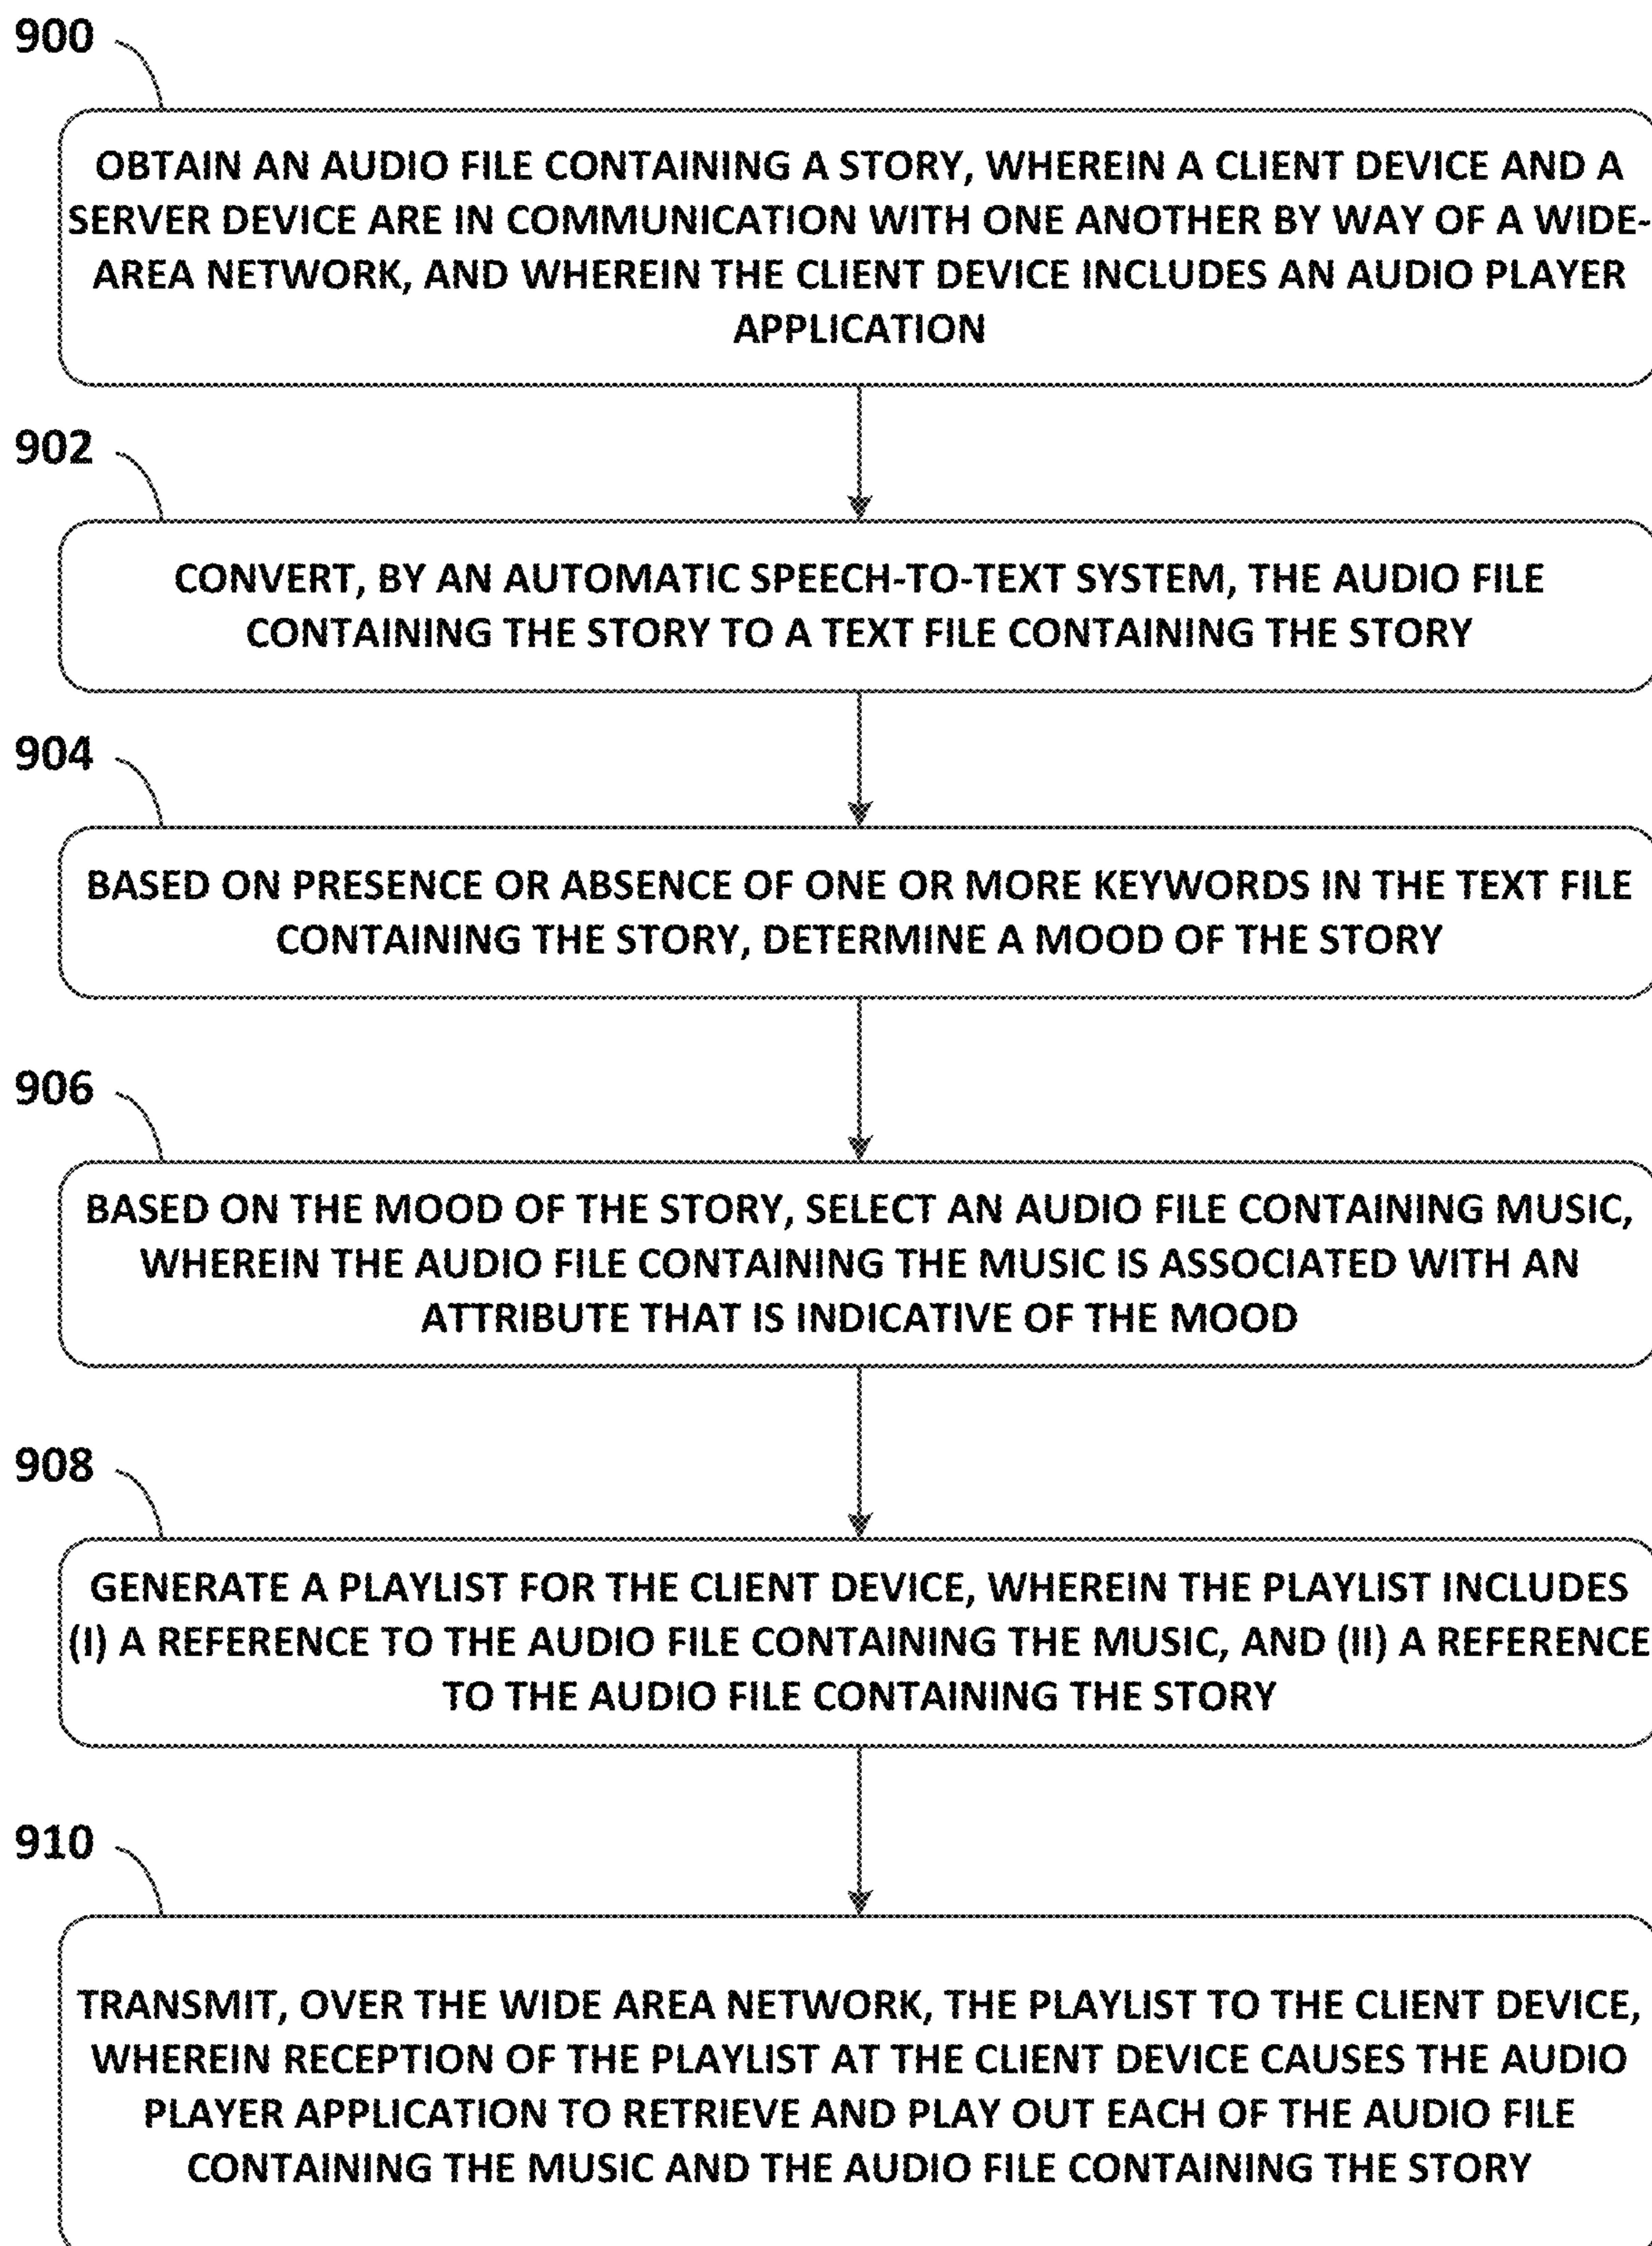 900
OBTAIN AN AUDIO FILE CONTAINING A STORY, WHEREIN A CLIENT DEVICE AND A
SERVER DEVICE ARE IN COMMUNICATION WITH ONE ANOTHER BY WAY OF A WIDE-
AREA NETWORK, AND WHEREIN THE CLIENT DEVICE INCLUDES AN AUDIO PLAYER
APPLICATION
902
CONVERT, BY AN AUTOMATIC SPEECH-TO-TEXT SYSTEM, THE AUDIO FILE
CONTAINING THE STORY TO A TEXT FILE CONTAINING THE STORY
904
BASED ON PRESENCE OR ABSENCE OF ONE OR MORE KEYWORDS IN THE TEXT FILE
CONTAINING THE STORY, DETERMINE A MOOD OF THE STORY
906
BASED ON THE MOOD OF THE STORY, SELECT AN AUDIO FILE CONTAINING MUSIC,
WHEREIN THE AUDIO FILE CONTAINING THE MUSIC IS ASSOCIATED WITH AN
ATTRIBUTE THAT IS INDICATIVE OF THE MOOD
908
GENERATE A PLAYLIST FOR THE CLIENT DEVICE, WHEREIN THE PLAYLIST INCLUDES
(I) A REFERENCE TO THE AUDIO FILE CONTAINING THE MUSIC, AND (II) A REFERENCE
TO THE AUDIO FILE CONTAINING THE STORY
910
TRANSMIT, OVER THE WIDE AREA NETWORK, THE PLAYLIST TO THE CLIENT DEVICE,
WHEREIN RECEPTION OF THE PLAYLIST AT THE CLIENT DEVICE CAUSES THE AUDIO
PLAYER APPLICATION TO RETRIEVE AND PLAY OUT EACH OF THE AUDIO FILE
CONTAINING THE MUSIC AND THE AUDIO FILE CONTAINING THE STORY